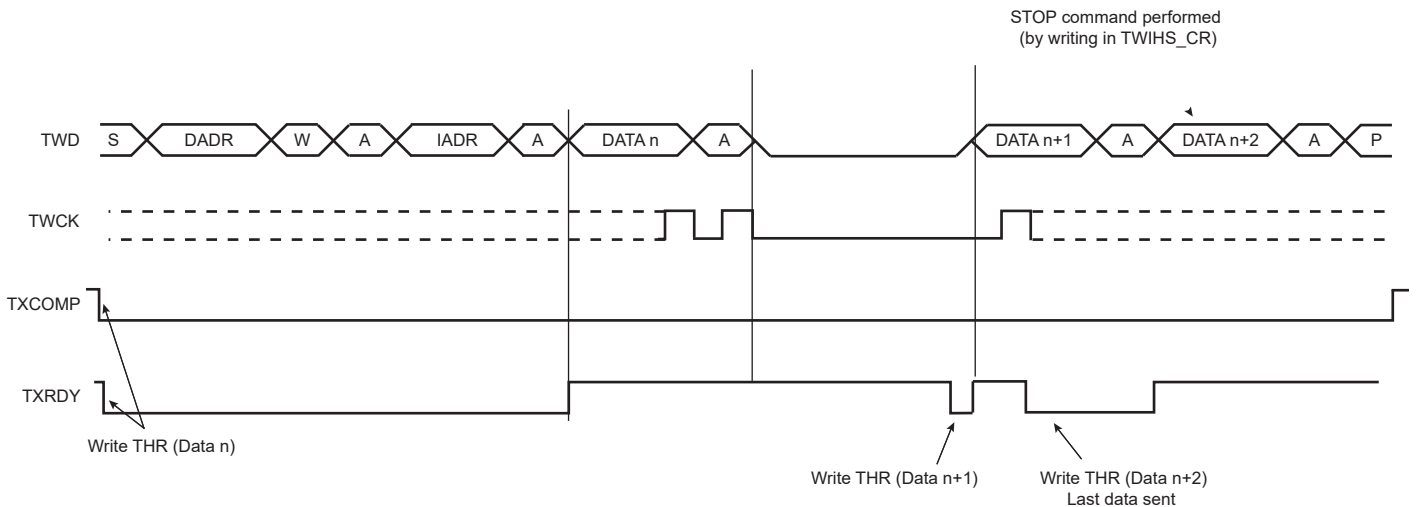 STOP command performed
(by writing in TWIHS_CR)
TWD S DADR W A IADR A DATA n A DATA n+1 A DATA n+2 A P
TWCK
TXCOMP
TXRDY
Write THR (Data n)
Write THR (Data n+1)
Write THR (Data n+2)
Last data sent